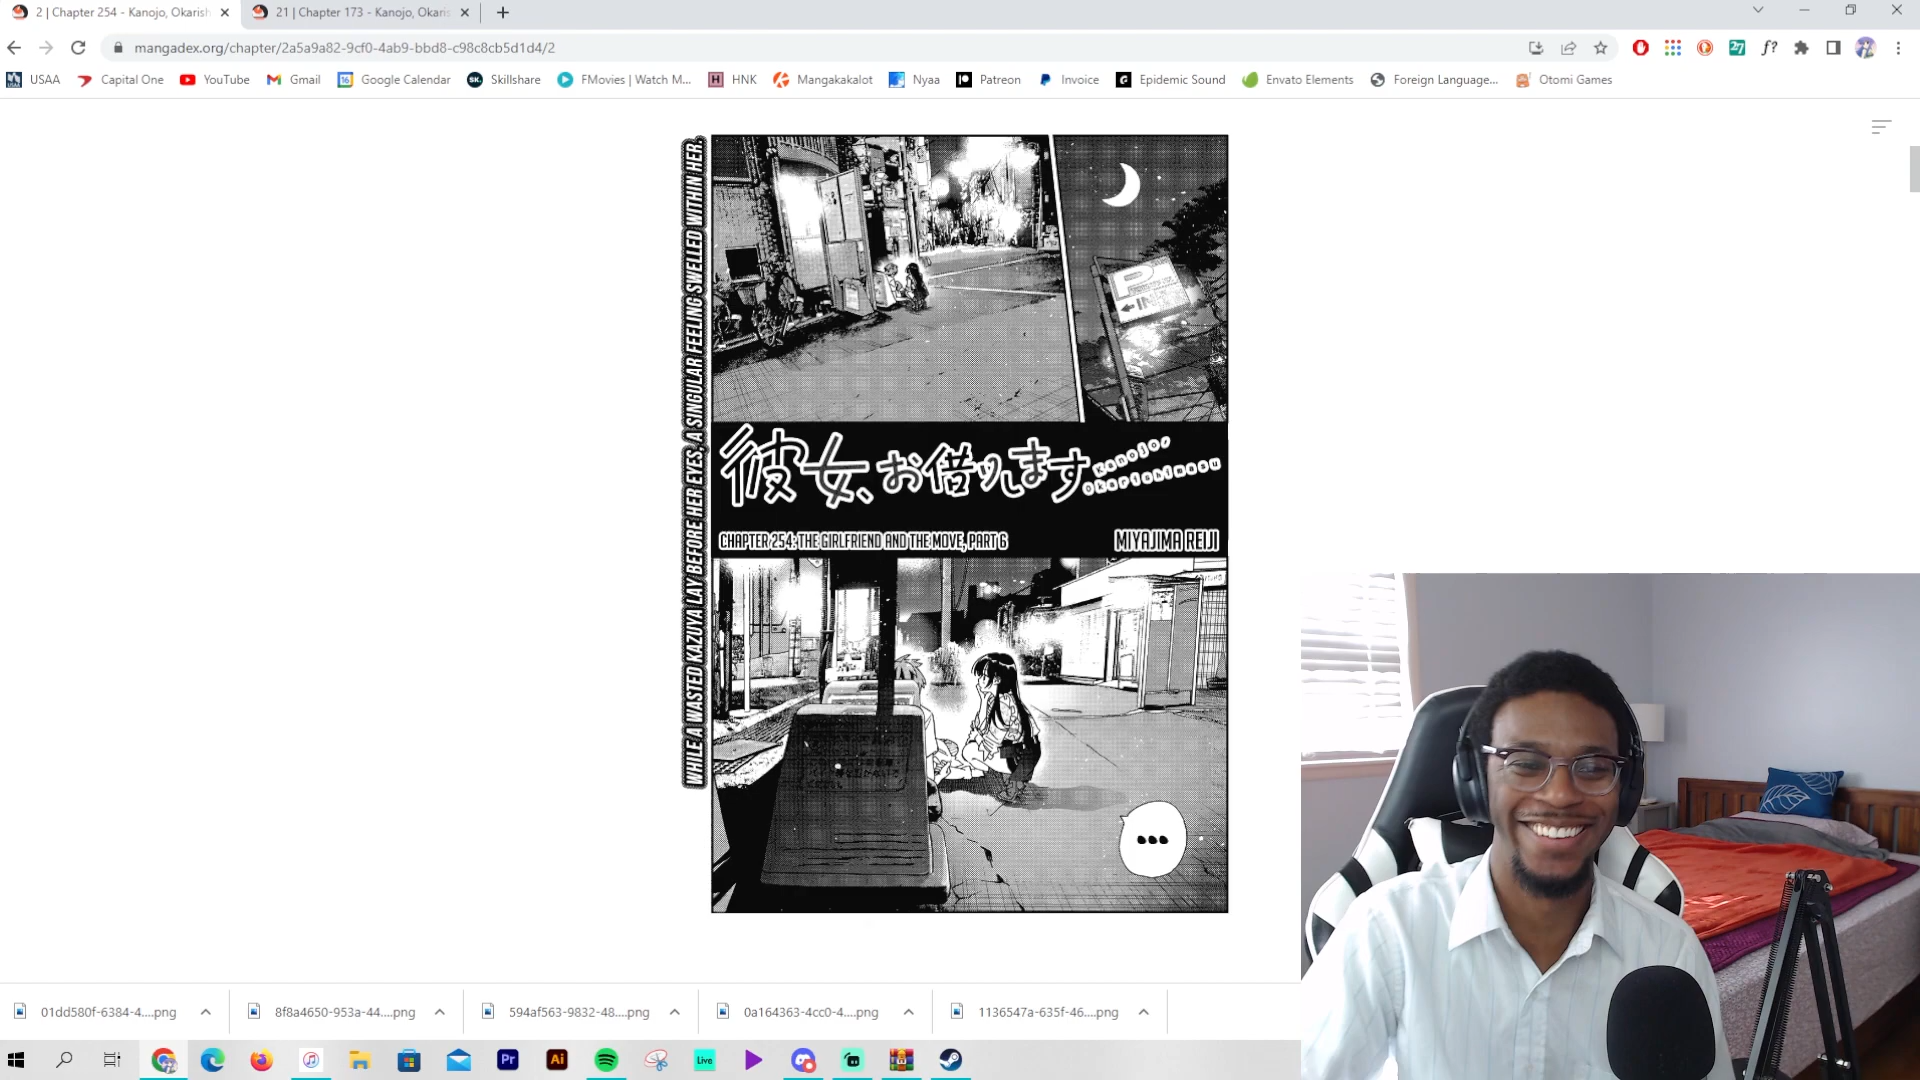 2 | Chapter 254 - Kanojo, Okarish
21 | Chapter 173 - Kanojo, Okaris
mangadex.org/chapter/2a5a9a82-9cf0-4ab9-bbd8-c98c8cb5d1d4/2
USAA
Capital One
YouTube
Gmail
Google Calendar
Skillshare
FMovies | Watch M...
HNK
Mangakakalot
Nyaa
Patreon
Invoice
Epidemic Sound
Envato Elements
Foreign Language...
Otomi Games
WHILE A WASTED KAZUYA LAY BEFORE HER EYES, A SINGULAR FEELING SWELLED WITHIN HER.
P
彼女、お借りします
Kanojo,
Okarishimasu
CHAPTER 254: THE GIRLFRIEND AND THE MOVE, PART 6
MIYAJIMA REIJI
...
01dd580f-6384-4....png
8f8a4650-953a-44....png
594af563-9832-48....png
0a164363-4cc0-4....png
1136547a-635f-46....png
Pr
Ai
Live